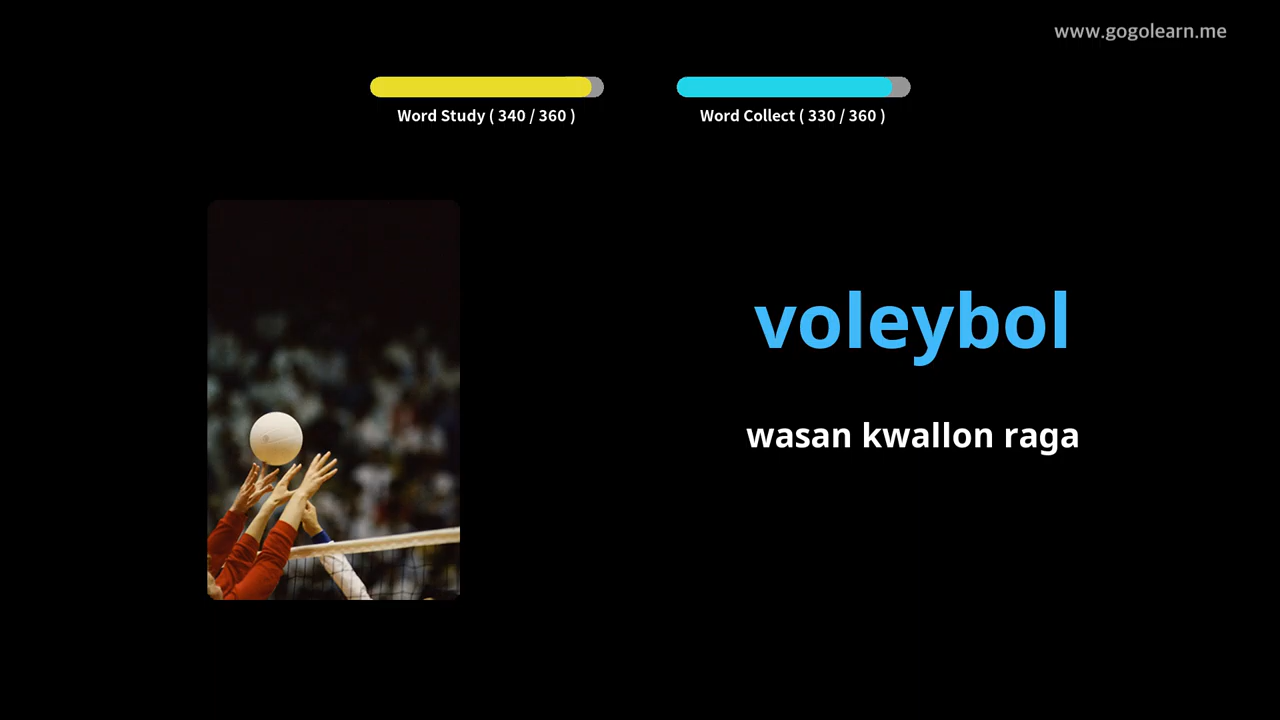 www.gogolearn.me
Word Study ( 340 / 360 )
Word Collect ( 330 / 360 )
voleybol
wasan kwallon raga